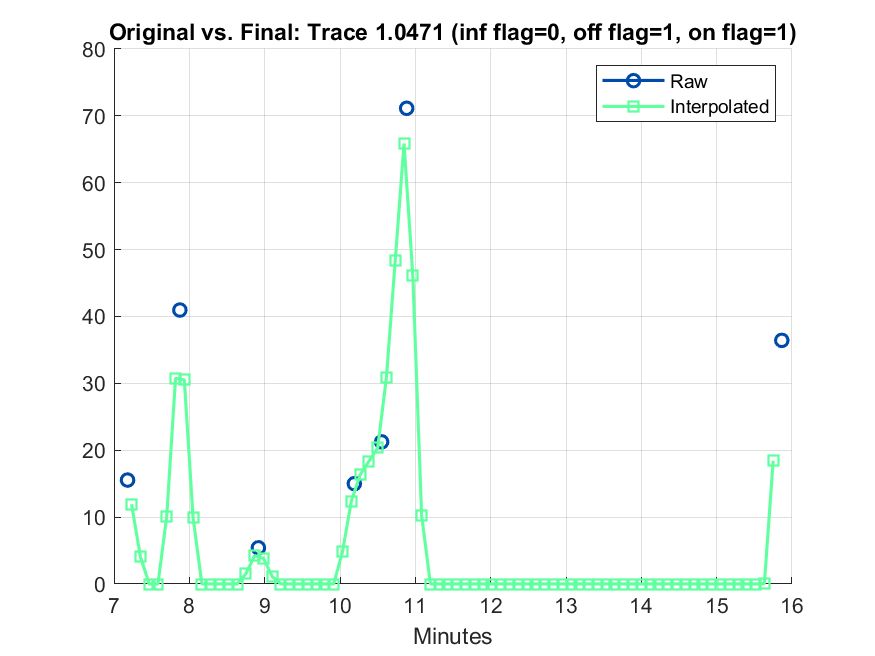 Original vs. Final: Trace 1.0471 (inf flag=0, off flag=1, on flag=1)
Raw
Interpolated
80
70
60
50
40
30
20
10
0
7 8 9 10 11 12 13 14 15 16
Minutes